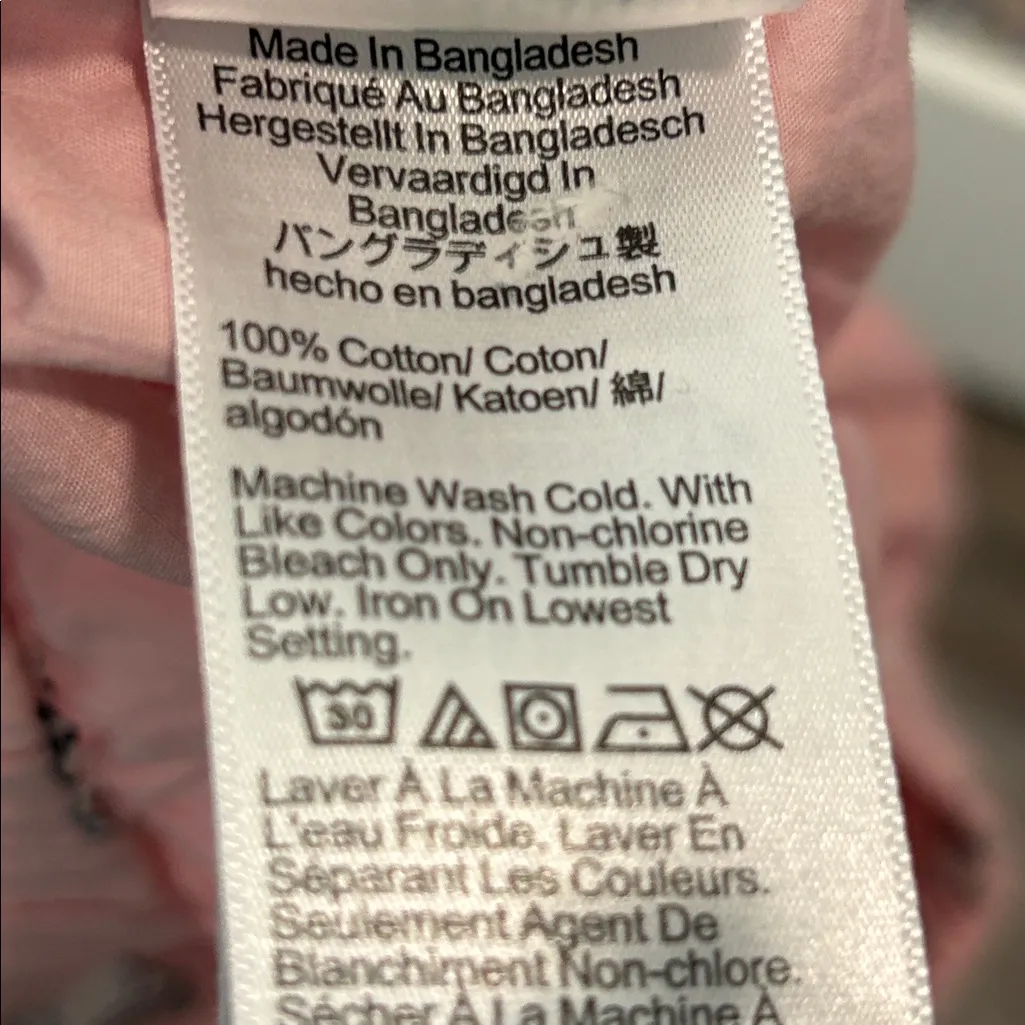 Made In Bangladesh
Fabriqué Au Bangladesh
Hergestellt In Bangladesch
Vervaardigd In
Bangladesh
バングラディシュ製
hecho en bangladesh
100% Cotton/ Coton/
Baumwolle/ Katoen/ 綿/
algodón
Machine Wash Cold. With
Like Colors. Non-chlorine
Bleach Only. Tumble Dry
Low. Iron On Lowest
Setting.
30
Laver À La Machine À
L'eau Froide. Laver En
Séparant Les Couleurs.
Seulement Agent De
Blanchiment Non-chlore.
Sécher À La Machine À